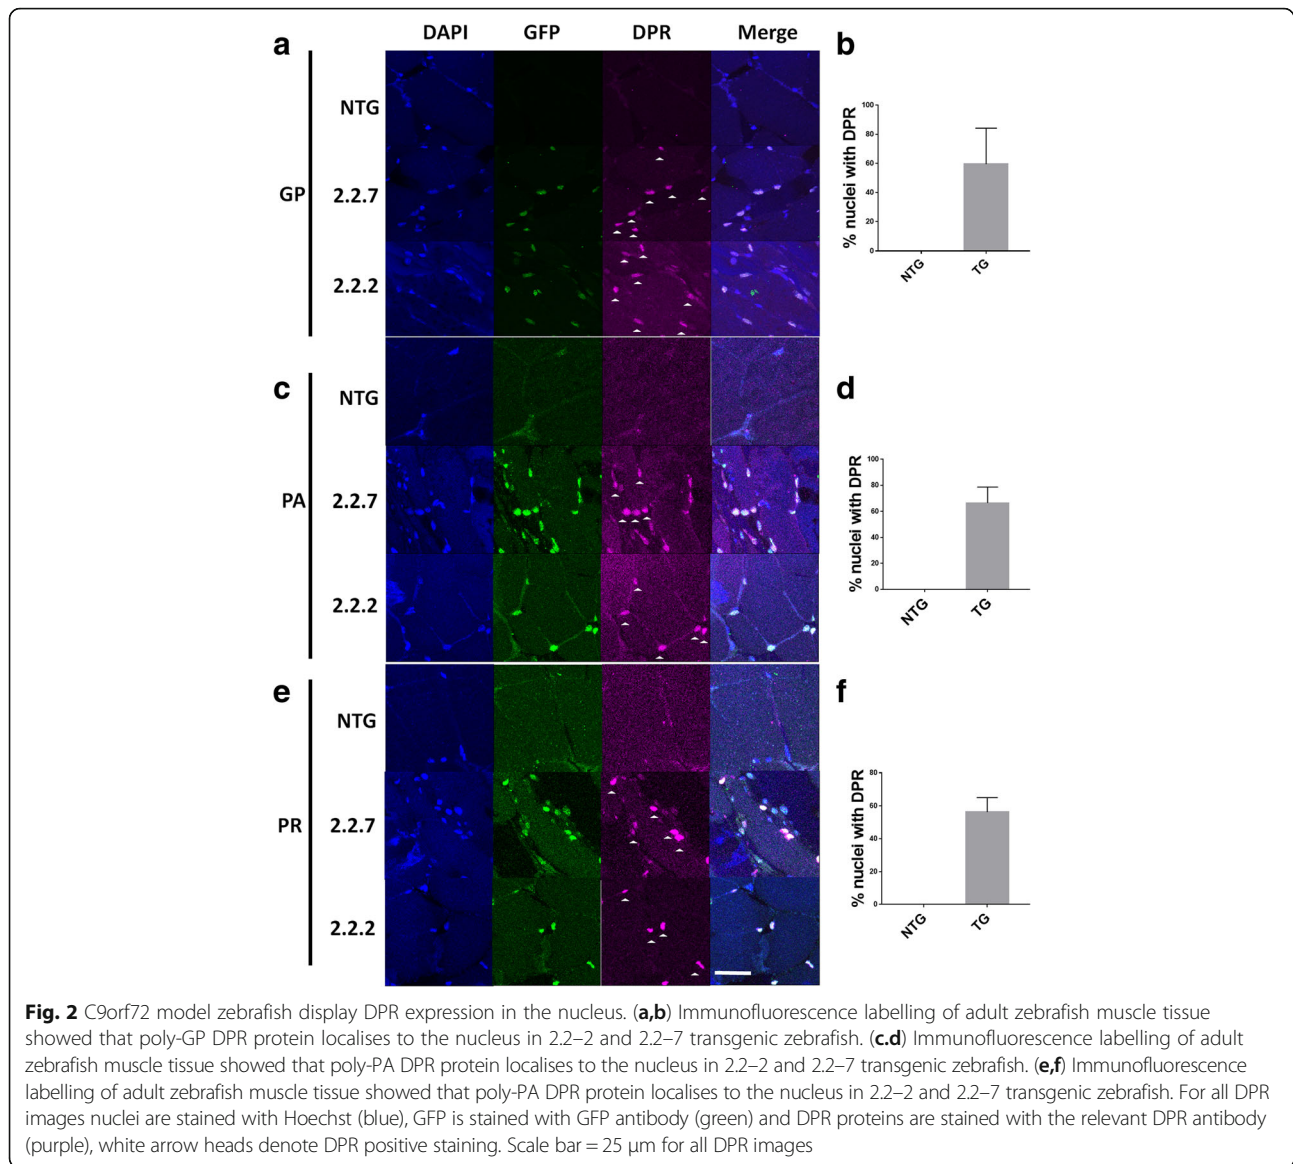 DAPI GFP DPR Merge
a
b
NTG
GP
2.2.7
2.2.2
100
80
60
40
20
0
% nuclei with DPR
NTG
TG
c
d
NTG
PA
2.2.7
2.2.2
100
80
60
40
20
0
% nuclei with DPR
NTG
TG
e
f
NTG
PR
2.2.7
2.2.2
80
60
40
20
0
% nuclei with DPR
NTG
TG
Fig. 2 C9orf72 model zebrafish display DPR expression in the nucleus. (a,b) Immunofluorescence labelling of adult zebrafish muscle tissue
showed that poly-GP DPR protein localises to the nucleus in 2.2–2 and 2.2–7 transgenic zebrafish. (c.d) Immunofluorescence labelling of adult
zebrafish muscle tissue showed that poly-PA DPR protein localises to the nucleus in 2.2–2 and 2.2–7 transgenic zebrafish. (e,f) Immunofluorescence
labelling of adult zebrafish muscle tissue showed that poly-PA DPR protein localises to the nucleus in 2.2–2 and 2.2–7 transgenic zebrafish. For all DPR
images nuclei are stained with Hoechst (blue), GFP is stained with GFP antibody (green) and DPR proteins are stained with the relevant DPR antibody
(purple), white arrow heads denote DPR positive staining. Scale bar = 25 μm for all DPR images